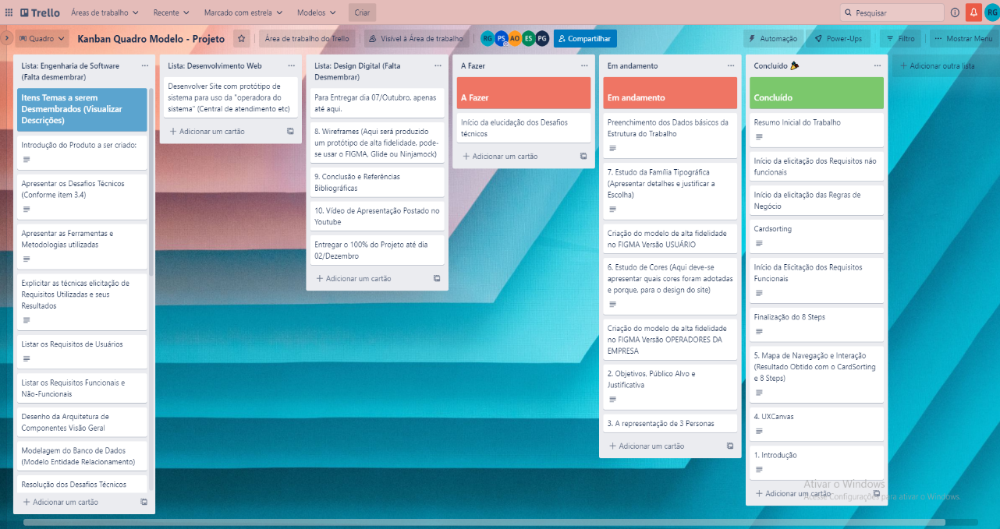 Trello
Áreas de trabalho
Recente
Marcado com estrela
Modelos
Criar
Pesquisar
RG
Quadro
Kanban Quadro Modelo - Projeto
Área de trabalho do Trello
Visível à Área de trabalho
RG
PS
AO
ES
PG
Compartilhar
Automação
Power-Ups
Filtro
Mostrar Menu
Lista: Engenharia de Software
(Falta desmembrar)
Itens Temas a serem
Desmembrados (Visualizar
Descrições)
Introdução do Produto a ser criado:
Apresentar os Desafios Técnicos
(Conforme item 3.4)
Apresentar as Ferramentas e
Metodologias utilizadas
Explicitar as técnicas elicitação de
Requisitos Utilizadas e seus
Resultados
Listar os Requisitos de Usuários
Listar os Requisitos Funcionais e
Não-Funcionais
Desenho da Arquitetura de
Componentes Visão Geral
Modelagem do Banco de Dados
(Modelo Entidade Relacionamento)
Resolução dos Desafios Técnicos
+ Adicionar um cartão
Lista: Desenvolvimento Web
Desenvolver Site com protótipo de
sistema para uso da "operadora do
sistema" (Central de atendimento etc)
+ Adicionar um cartão
Lista: Design Digital (Falta
Desmembrar)
Para Entregar dia 07/Outubro, apenas
até aqui.
8. Wireframes (Aqui será produzido
um protótipo de alta fidelidade, pode-
se usar o FIGMA, Glide ou Ninjamock)
9. Conclusão e Referências
Bibliográficas
10. Vídeo de Apresentação Postado no
Youtube
Entregar o 100% do Projeto até dia
02/Dezembro
+ Adicionar um cartão
A Fazer
A Fazer
Início da elucidação dos Desafios
técnicos
+ Adicionar um cartão
Em andamento
Em andamento
Preenchimento dos Dados básicos da
Estrutura do Trabalho
7. Estudo da Família Tipográfica
(Apresentar detalhes e justificar a
Escolha)
Criação do modelo de alta fidelidade
no FIGMA Versão USUÁRIO
6. Estudo de Cores (Aqui deve-se
apresentar quais cores foram adotadas
e porque, para o design do site)
Criação do modelo de alta fidelidade
no FIGMA Versão OPERADORES DA
EMPRESA
2. Objetivos, Público Alvo e
Justificativa
3. A representação de 3 Personas
+ Adicionar um cartão
Concluído 🎉
Concluído
Resumo Inicial do Trabalho
Início da elicitação dos Requisitos não
funcionais
Início da elicitação das Regras de
Negócio
Cardsorting
Início da Elicitação dos Requisitos
Funcionais
Finalização do 8 Steps
5. Mapa de Navegação e Interação
(Resultado Obtido com o CardSorting
e 8 Steps)
4. UXCanvas
1. Introdução
+ Adicionar um cartão
+ Adicionar outra lista
Ativar o Windows
Acesse Configurações para ativar o Windows.